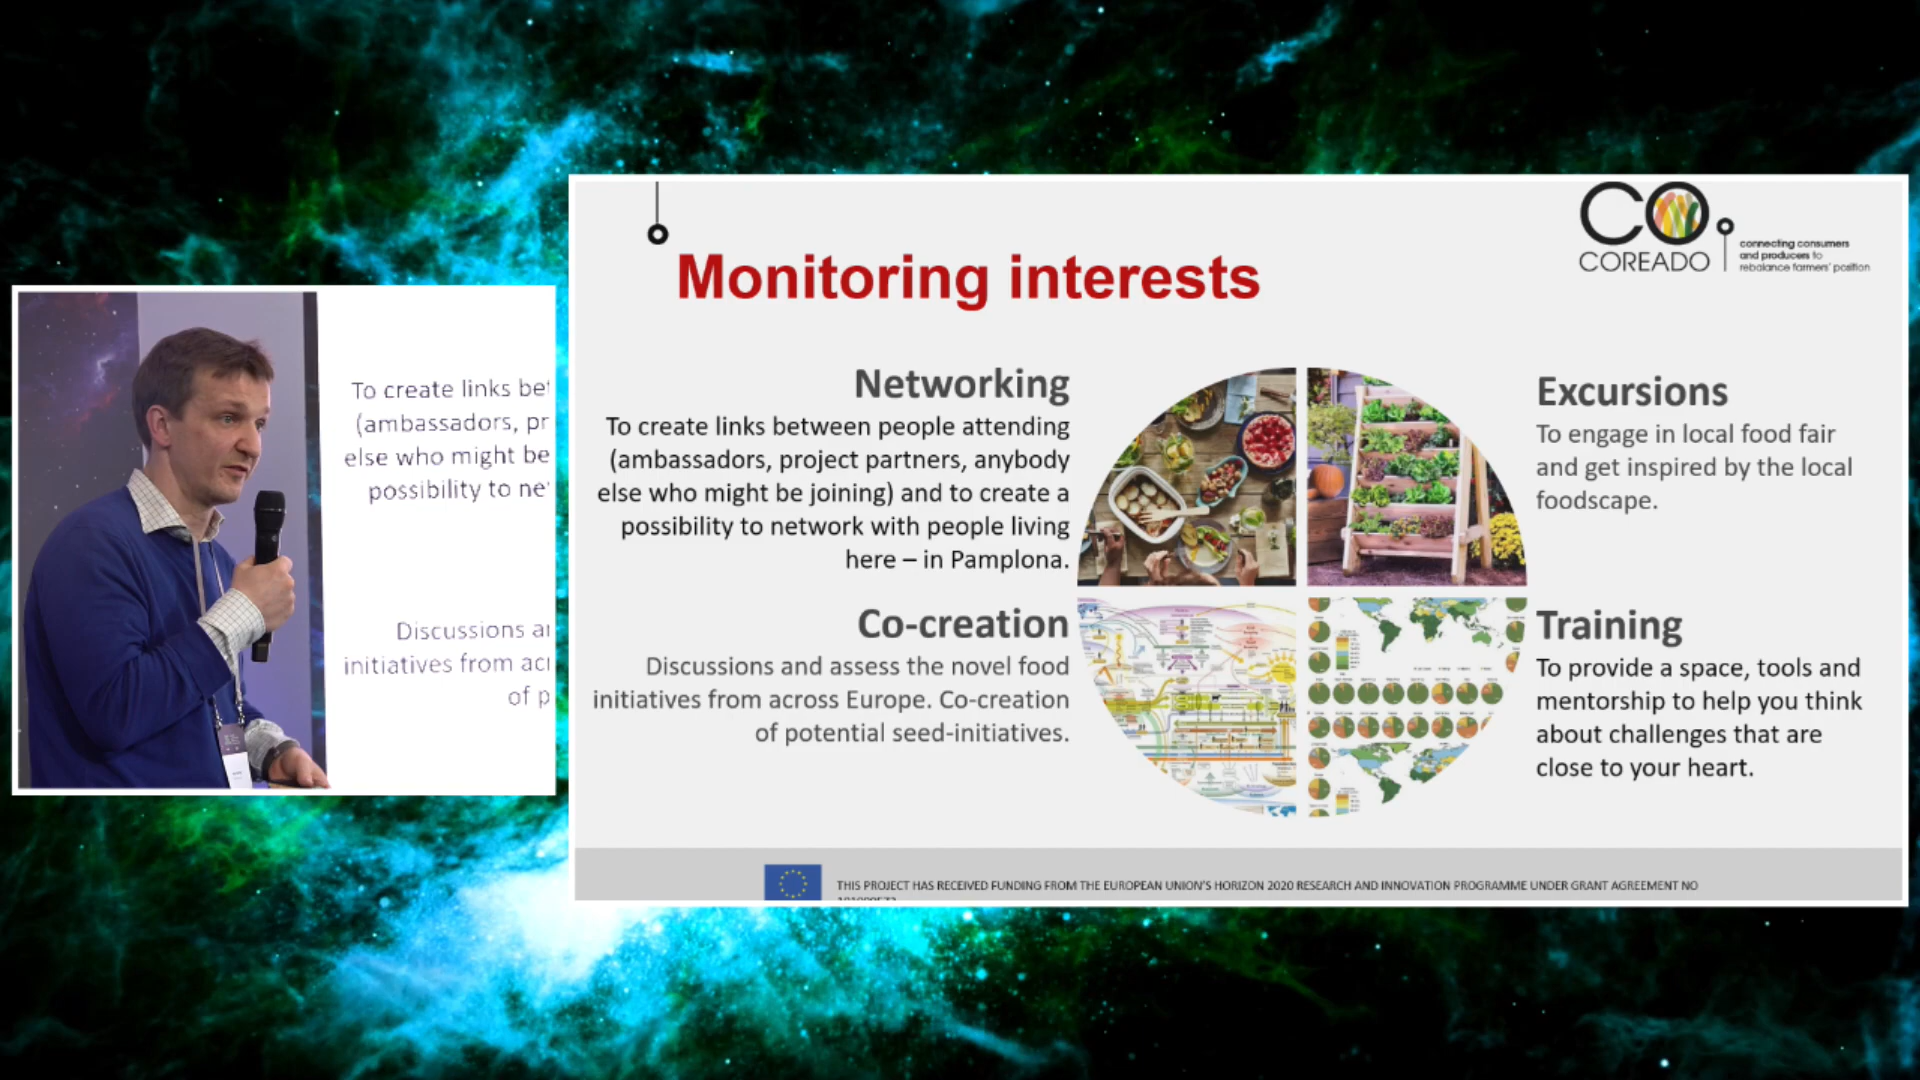 To create links be
(ambassadors, pr
else who might be
possibility to ne
Discussions a
initiatives from ac
of p
CO
COREADO
connecting consumers
and producers to
rebalance farmers' position
Monitoring interests
Networking
To create links between people attending
(ambassadors, project partners, anybody
else who might be joining) and to create a
possibility to network with people living
here – in Pamplona.
Excursions
To engage in local food fair
and get inspired by the local
foodscape.
Co-creation
Discussions and assess the novel food
initiatives from across Europe. Co-creation
of potential seed-initiatives.
Training
To provide a space, tools and
mentorship to help you think
about challenges that are
close to your heart.
THIS PROJECT HAS RECEIVED FUNDING FROM THE EUROPEAN UNION'S HORIZON 2020 RESEARCH AND INNOVATION PROGRAMME UNDER GRANT AGREEMENT NO